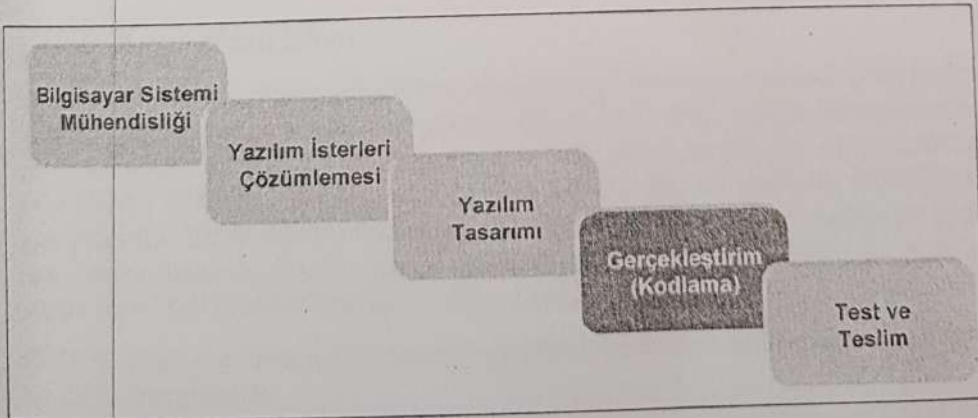 Bilgisayar Sistemi
Mühendisliği
Yazılım İsterleri
Çözümlemesi
Yazılım
Tasarımı
Gerçekleştirim
(Kodlama)
Test ve
Teslim